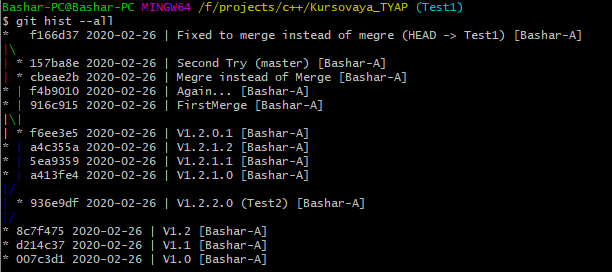 Bashar-PC@Bashar-PC MINGW64 /f/projects/c++/Kursovaya_TYAP (Test1)
$ git hist --all
*   f166d37 2020-02-26 | Fixed to merge instead of megre (HEAD -> Test1) [Bashar-A]
|\
| * 157ba8e 2020-02-26 | Second Try (master) [Bashar-A]
| * cbeae2b 2020-02-26 | Megre instead of Merge [Bashar-A]
* | f4b9010 2020-02-26 | Again... [Bashar-A]
* | 916c915 2020-02-26 | FirstMerge [Bashar-A]
|\|
| * f6ee3e5 2020-02-26 | V1.2.0.1 [Bashar-A]
* | a4c355a 2020-02-26 | V1.2.1.2 [Bashar-A]
* | 5ea9359 2020-02-26 | V1.2.1.1 [Bashar-A]
* | a413fe4 2020-02-26 | V1.2.1.0 [Bashar-A]
|/
| * 936e9df 2020-02-26 | V1.2.2.0 (Test2) [Bashar-A]
|/
* 8c7f475 2020-02-26 | V1.2 [Bashar-A]
* d214c37 2020-02-26 | V1.1 [Bashar-A]
* 007c3d1 2020-02-26 | V1.0 [Bashar-A]